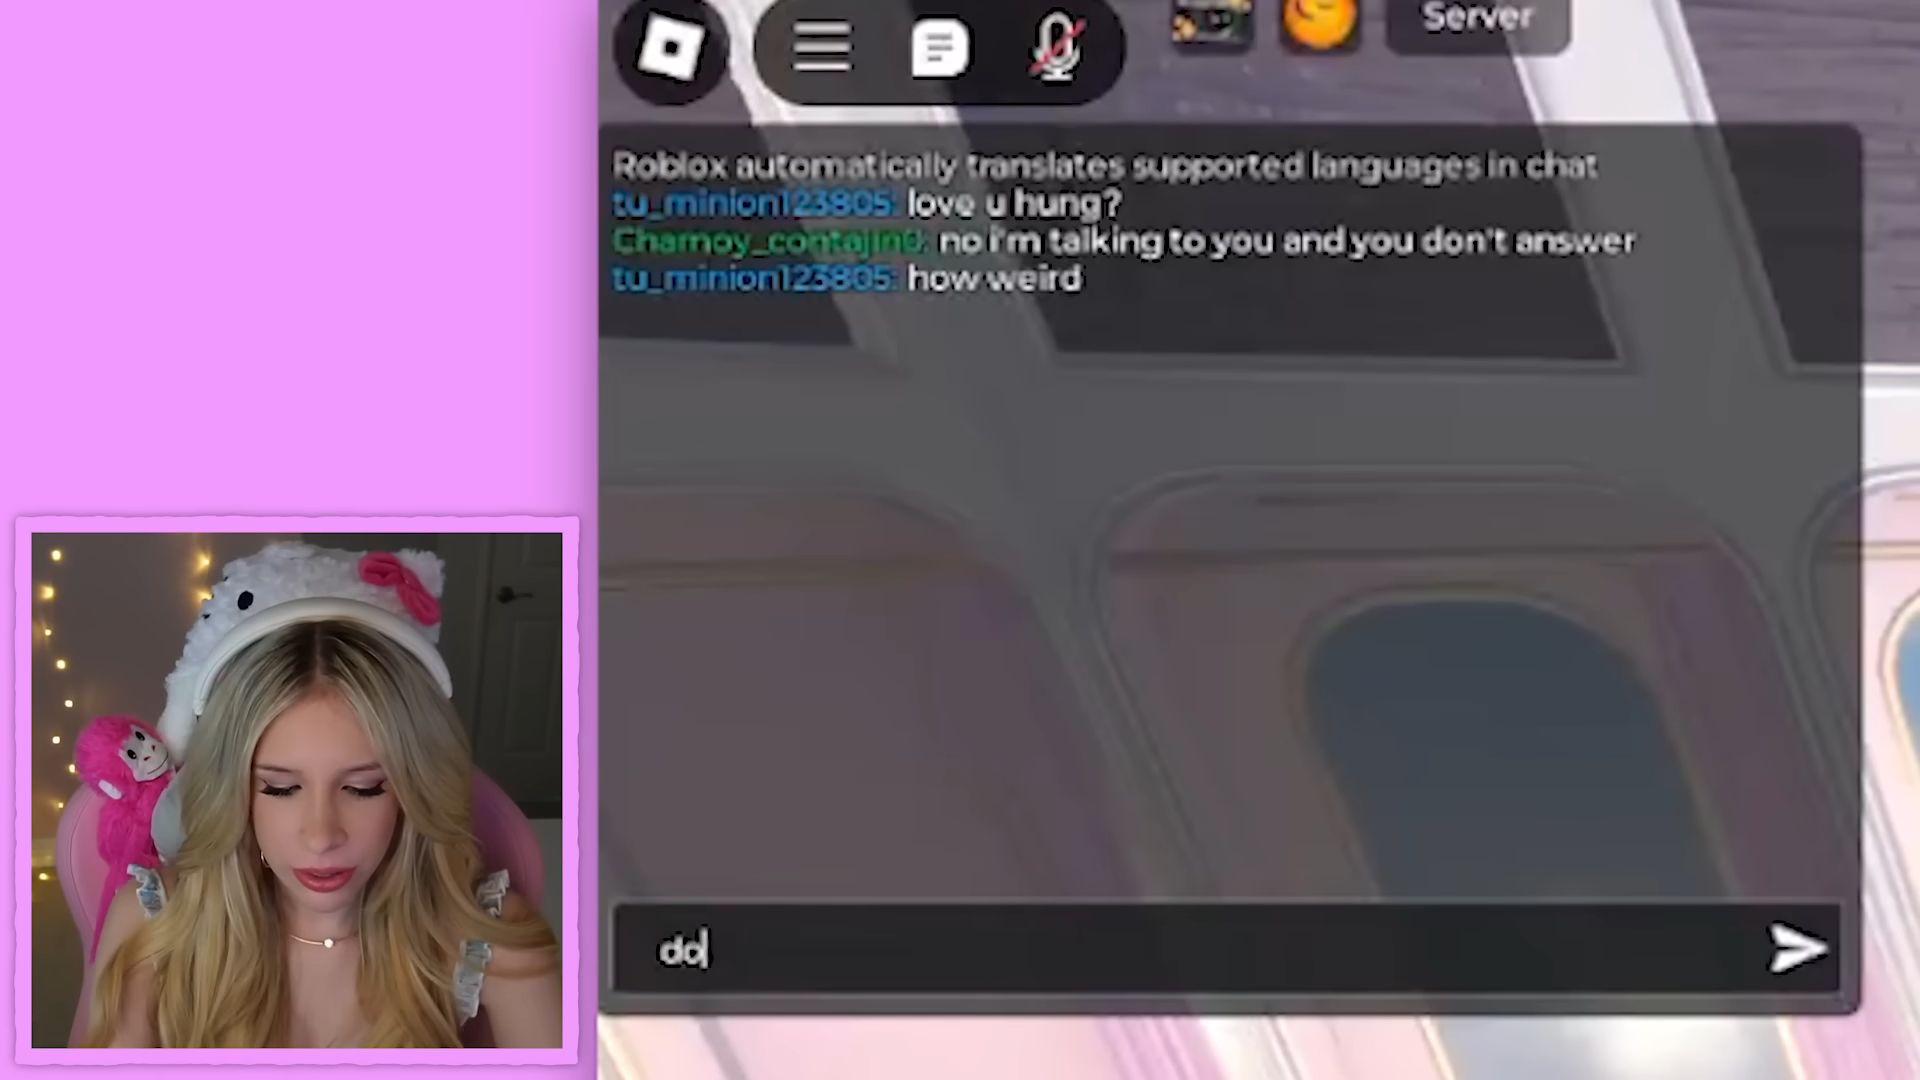 Server
Roblox automatically translates supported languages in chat
tu_minion123805: love u hung?
Chamoy_contajin0: no i'm talking to you and you don't answer
tu_minion123805: how weird
do